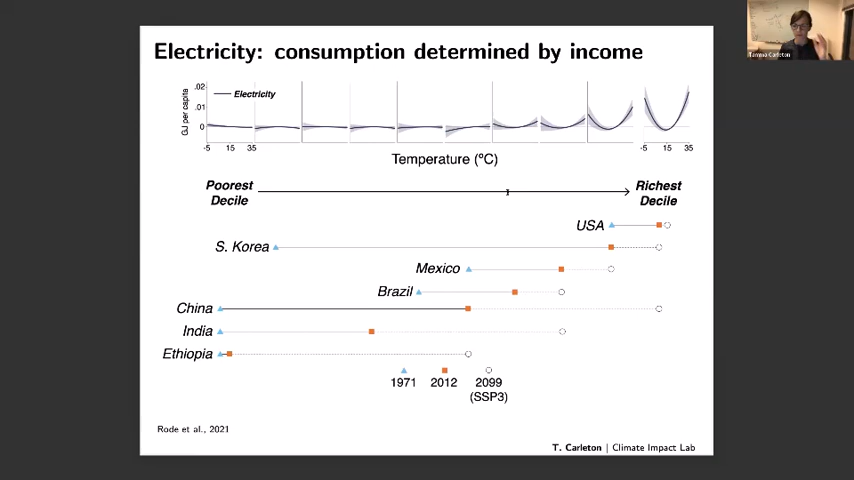 Tamma Carleton
Electricity: consumption determined by income
GJ per capita
.02
.01
0
Electricity
-5 15 35
-5 15 35
Temperature (ºC)
Poorest
Decile
Richest
Decile
USA
S. Korea
Mexico
Brazil
China
India
Ethiopia
1971 2012 2099
(SSP3)
Rode et al., 2021
T. Carleton | Climate Impact Lab